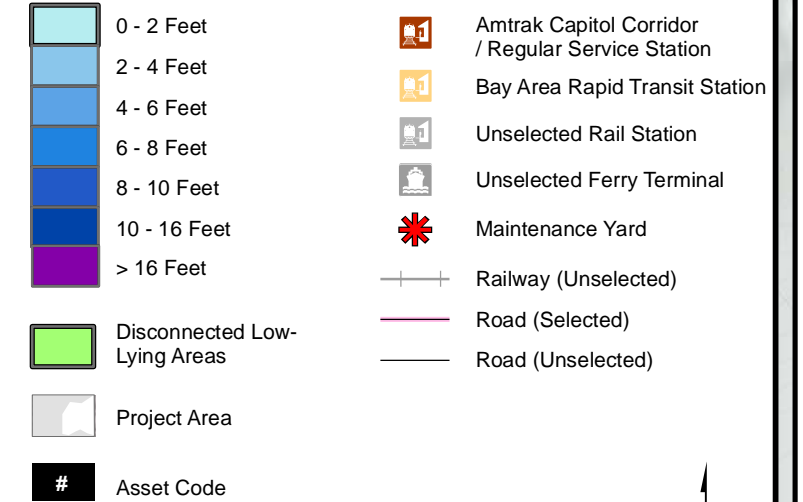 0 - 2 Feet
2 - 4 Feet
4 - 6 Feet
6 - 8 Feet
8 - 10 Feet
10 - 16 Feet
> 16 Feet
Disconnected Low-
Lying Areas
Project Area
#
Asset Code
Amtrak Capitol Corridor
/ Regular Service Station
Bay Area Rapid Transit Station
Unselected Rail Station
Unselected Ferry Terminal
Maintenance Yard
Railway (Unselected)
Road (Selected)
Road (Unselected)